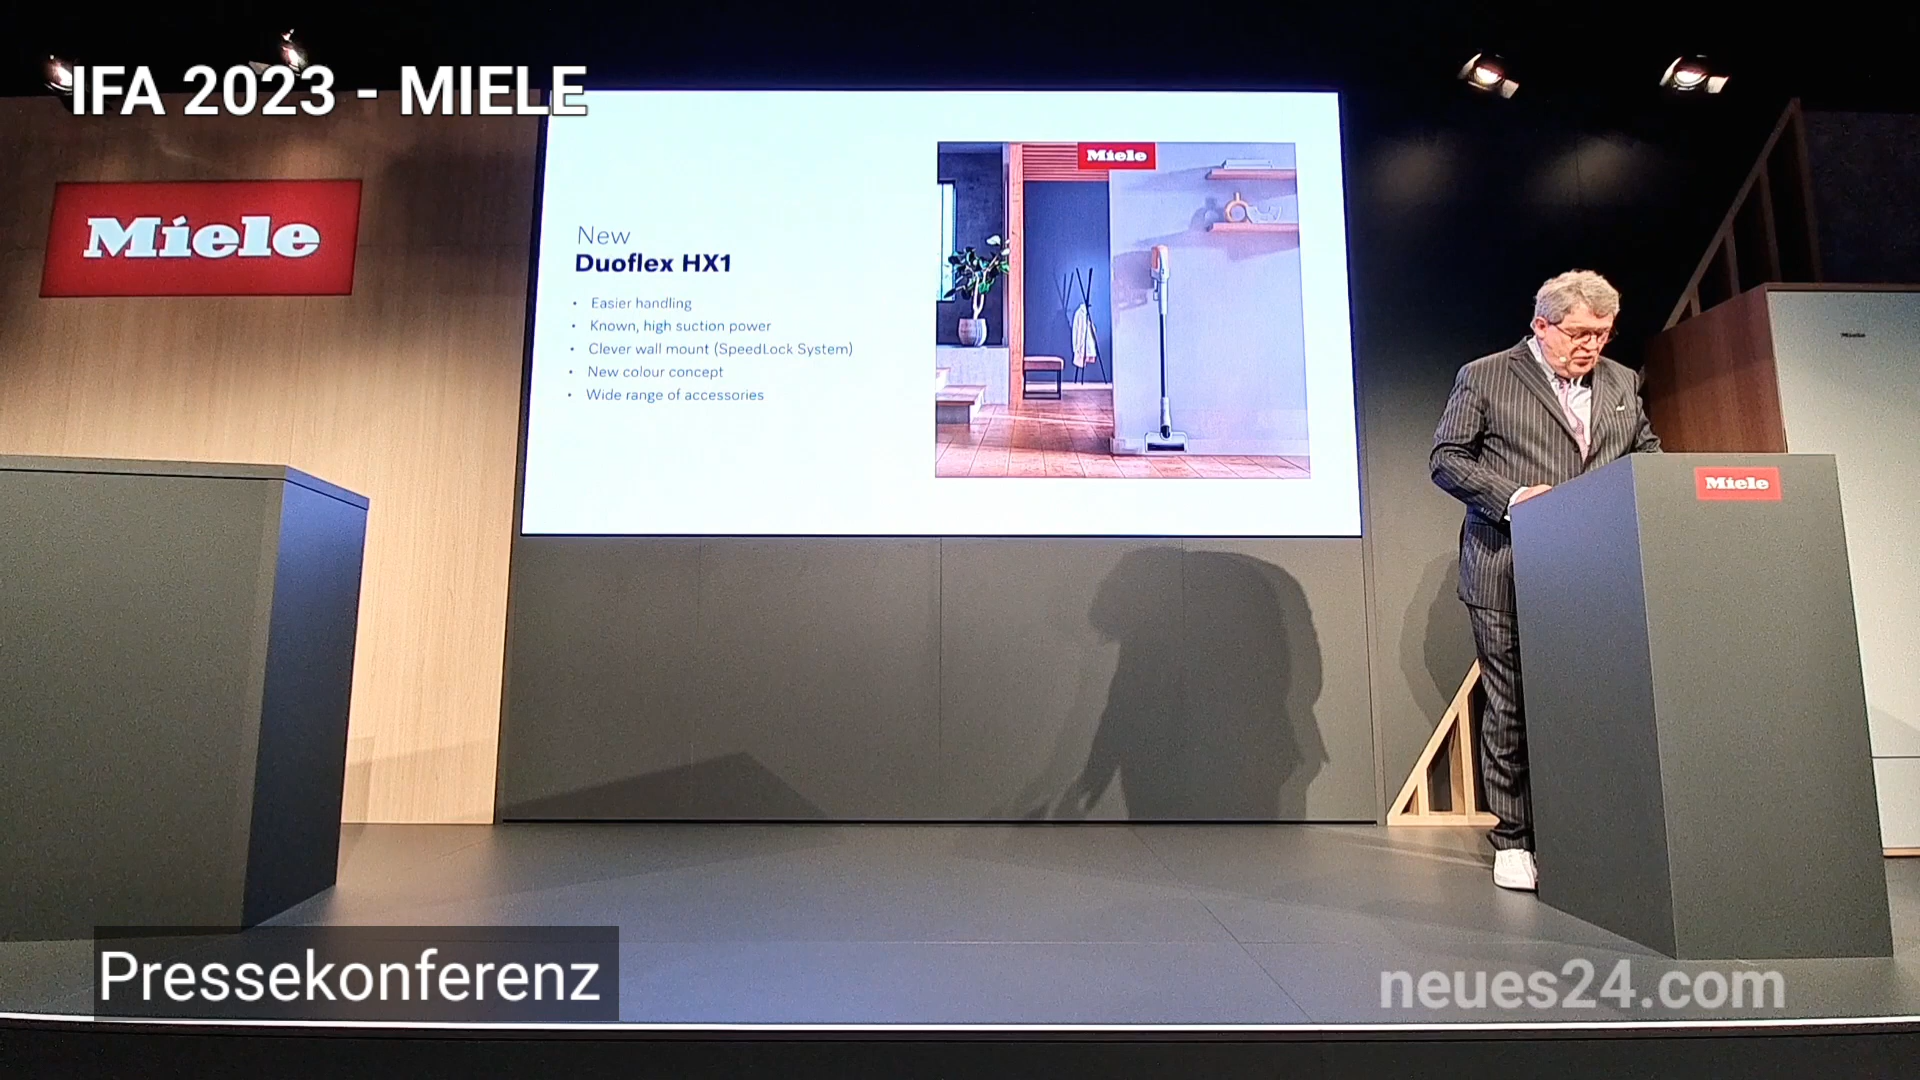 IFA 2023 - MIELE
Miele
Miele
New
Duoflex HX1
• Easier handling
• Known, high suction power
• Clever wall mount (SpeedLock System)
• New colour concept
• Wide range of accessories
Miele
Miele
Pressekonferenz
neues24.com